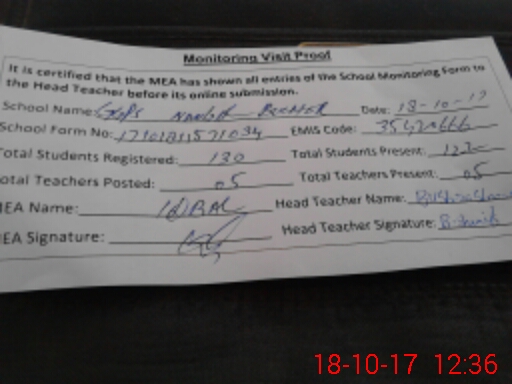 Monitoring Visit Proof
It is certified that the MEA has shown all entries of the School Monitoring Form to
the Head Teacher before its online submission.
School Name: Date: 18-10-17
School Form No: 17101811571034 EMIS Code:
Total Students Registered: 130 Total Students Present:
Total Teachers Posted: 05 Total Teachers Present: 05
MEA Name: IQBAL Head Teacher Name:
MEA Signature: Head Teacher Signature:
18-10-17 12:36